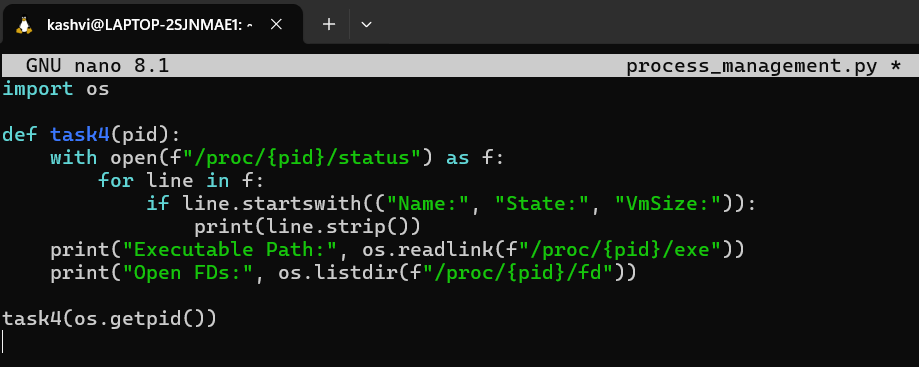 kashvi@LAPTOP-2SJNMAE1: ~
GNU nano 8.1 process_management.py *
import os

def task4(pid):
    with open(f"/proc/{pid}/status") as f:
        for line in f:
            if line.startswith(("Name:", "State:", "VmSize:")):
                print(line.strip())
    print("Executable Path:", os.readlink(f"/proc/{pid}/exe"))
    print("Open FDs:", os.listdir(f"/proc/{pid}/fd"))

task4(os.getpid())